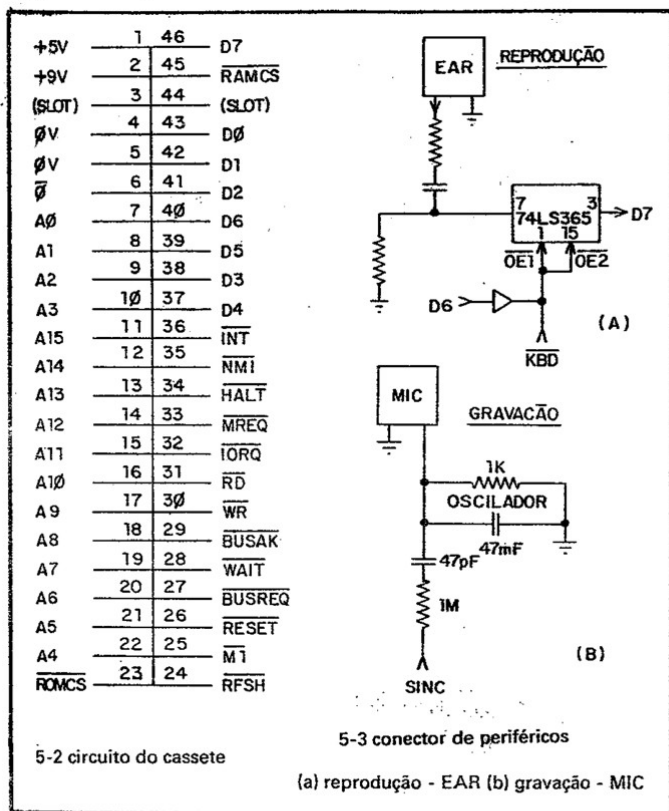 +5V 1 46 D7
+9V 2 45 RAMCS
(SLOT) 3 44 (SLOT)
ØV 4 43 DØ
ØV 5 42 D1
Ø 6 41 D2
AØ 7 4Ø D6
A1 8 39 D5
A2 9 38 D3
A3 1Ø 37 D4
A15 11 36 INT
A14 12 35 NMI
A13 13 34 HALT
A12 14 33 MREQ
A11 15 32 IORQ
A1Ø 16 31 RD
A9 17 3Ø WR
A8 18 29 BUSAK
A7 19 28 WAIT
A6 20 27 BUSREQ
A5 21 26 RESET
A4 22 25 M1
ROMCS 23 24 RFSH
5-2 circuito do cassete
EAR
REPRODUÇÃO
7 3
74LS365
D7
1 15
OE1 OE2
D6
(A)
KBD
MIC
GRAVAÇÃO
1K
OSCILADOR
47mF
47pF
1M
(B)
SINC
5-3 conector de periféricos
(a) reprodução - EAR (b) gravação - MIC